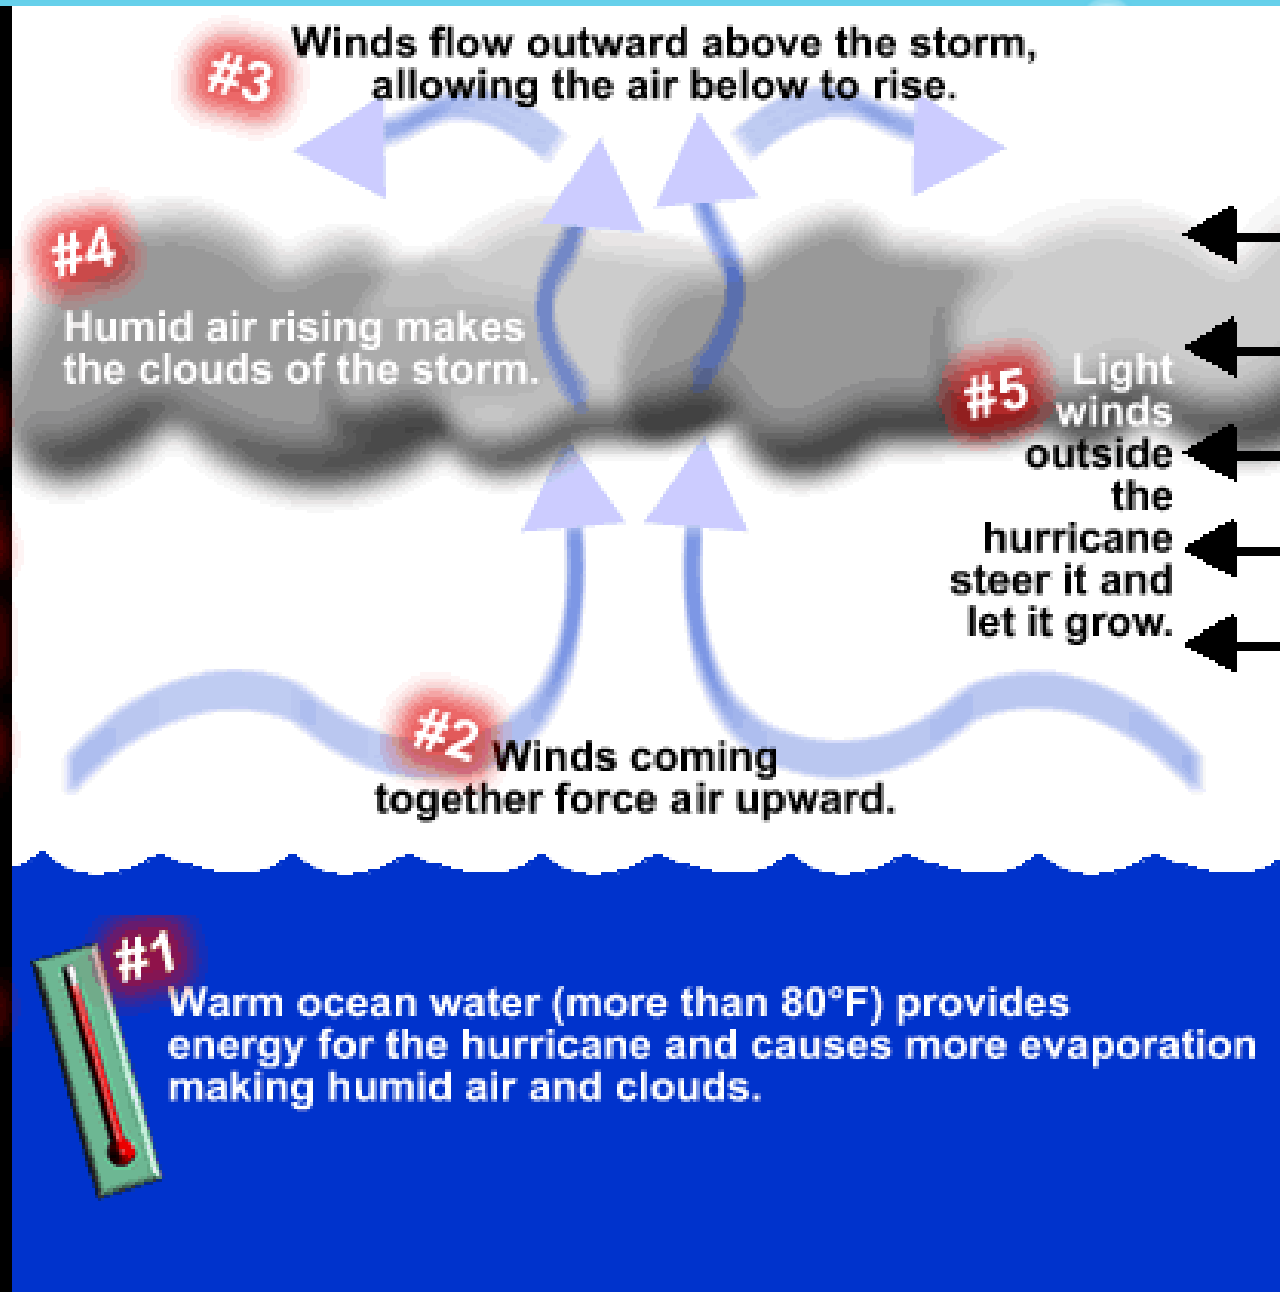 #3
Winds flow outward above the storm,
allowing the air below to rise.
#4
Humid air rising makes
the clouds of the storm.
#5
Light
winds
outside
the
hurricane
steer it and
let it grow.
#2
Winds coming
together force air upward.
#1
Warm ocean water (more than 80°F) provides
energy for the hurricane and causes more evaporation
making humid air and clouds.